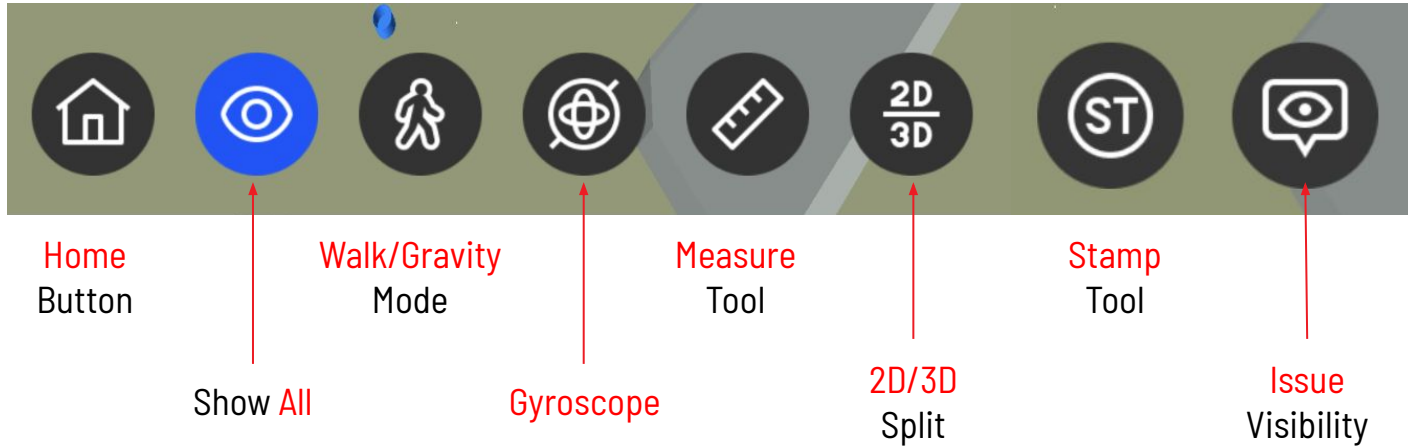 2D
3D
ST
Home
Button
Walk/Gravity
Mode
Measure
Tool
Stamp
Tool
Show All
Gyroscope
2D/3D
Split
Issue
Visibility